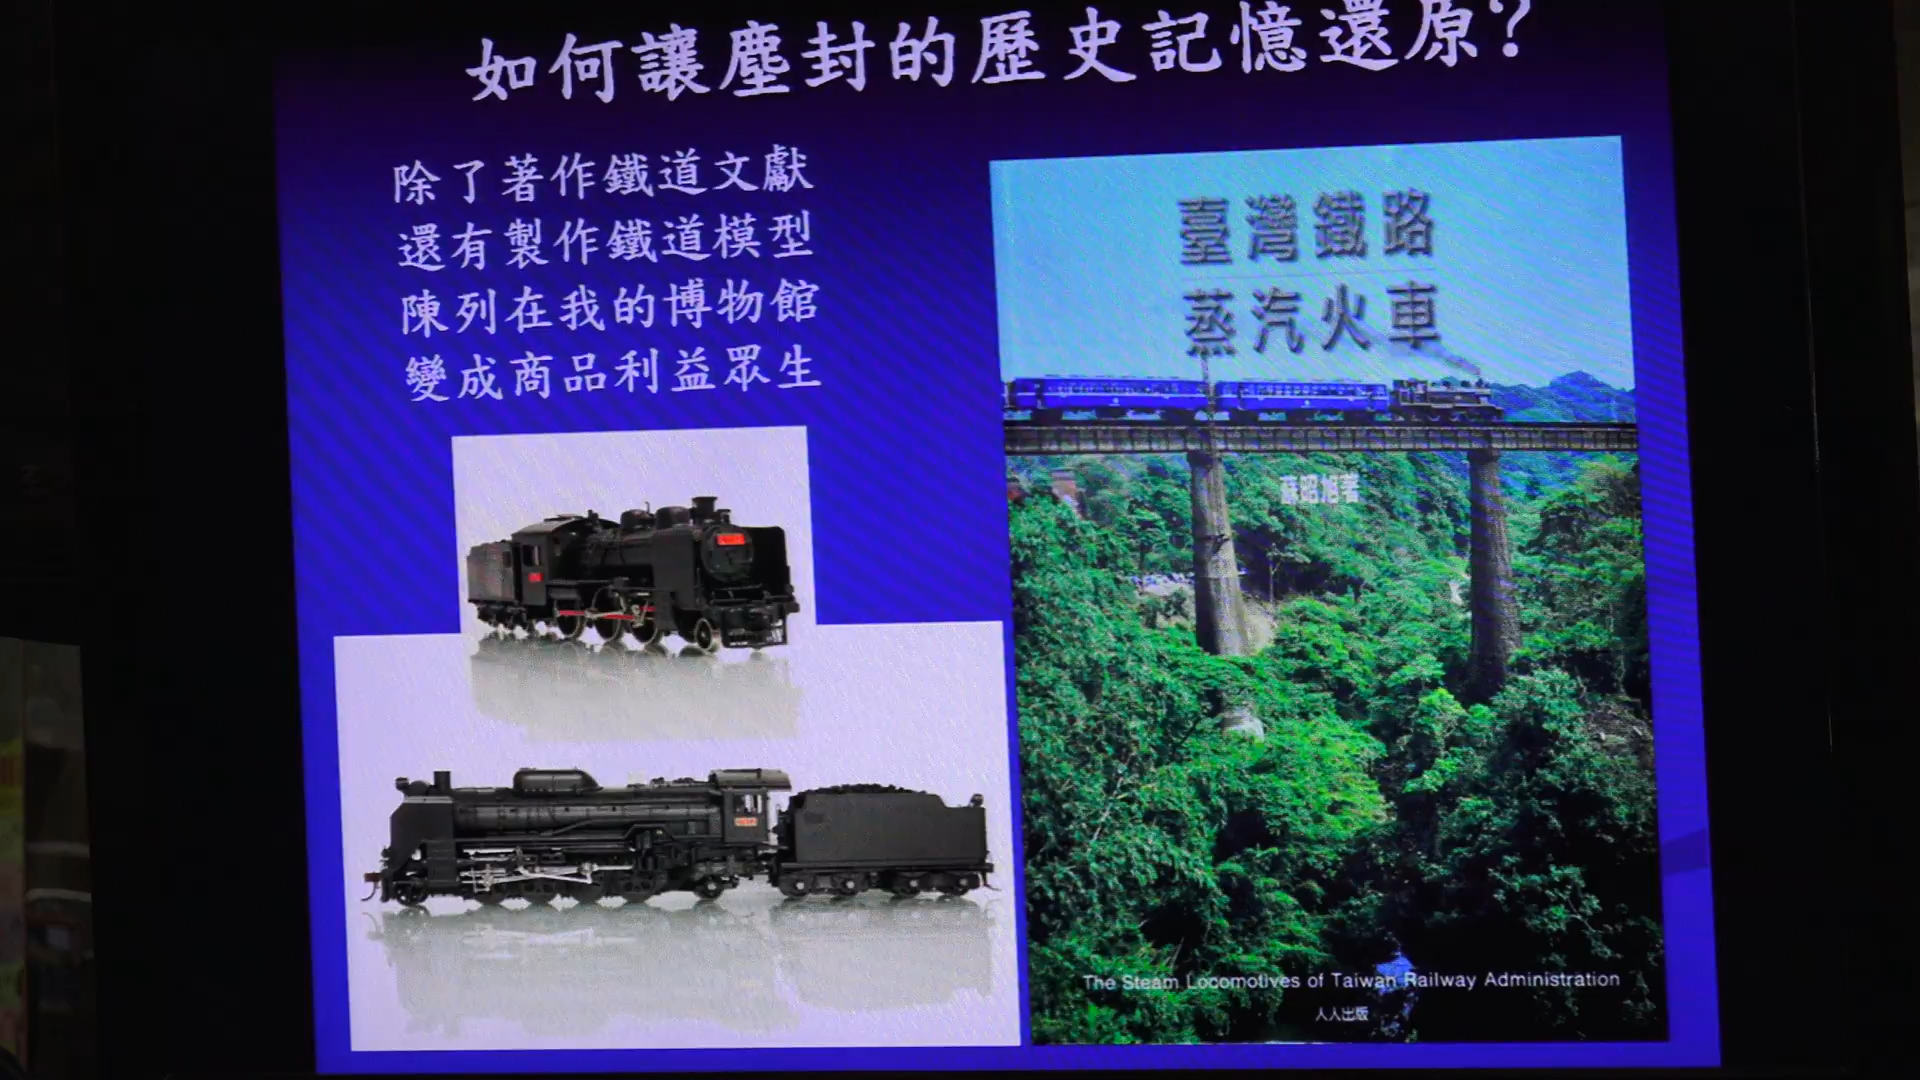 如何讓塵封的歷史記憶還原?
除了著作鐵道文獻
還有製作鐵道模型
陳列在我的博物館
變成商品利益眾生
臺灣鐵路
蒸汽火車
蘇昭旭著
The Steam Locomotives of Taiwan Railway Administration
人人出版